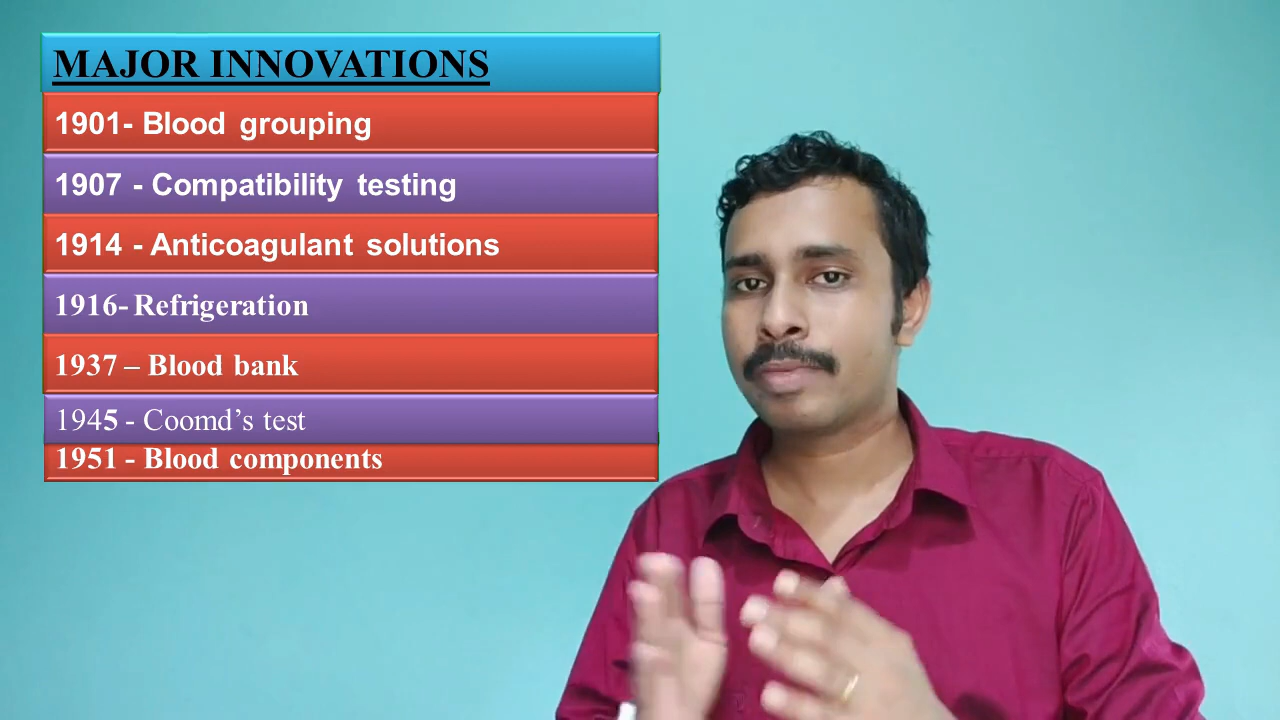 MAJOR INNOVATIONS
1901- Blood grouping
1907 - Compatibility testing
1914 - Anticoagulant solutions
1916- Refrigeration
1937 – Blood bank
1945 - Coomd’s test
1951 - Blood components